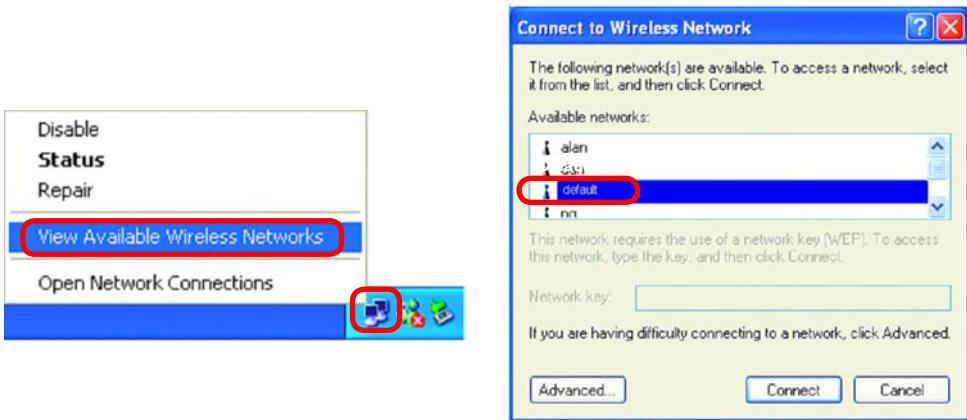 Disable
Status
Repair
View Available Wireless Networks
Open Network Connections
Connect to Wireless Network
The following network(s) are available. To access a network, select
it from the list, and then click Connect.
Available networks:
alan
default
This network requires the use of a network key (WEP). To access
this network, type the key, and then click Connect.
Network key:
If you are having difficulty connecting to a network, click Advanced.
Advanced...
Connect
Cancel